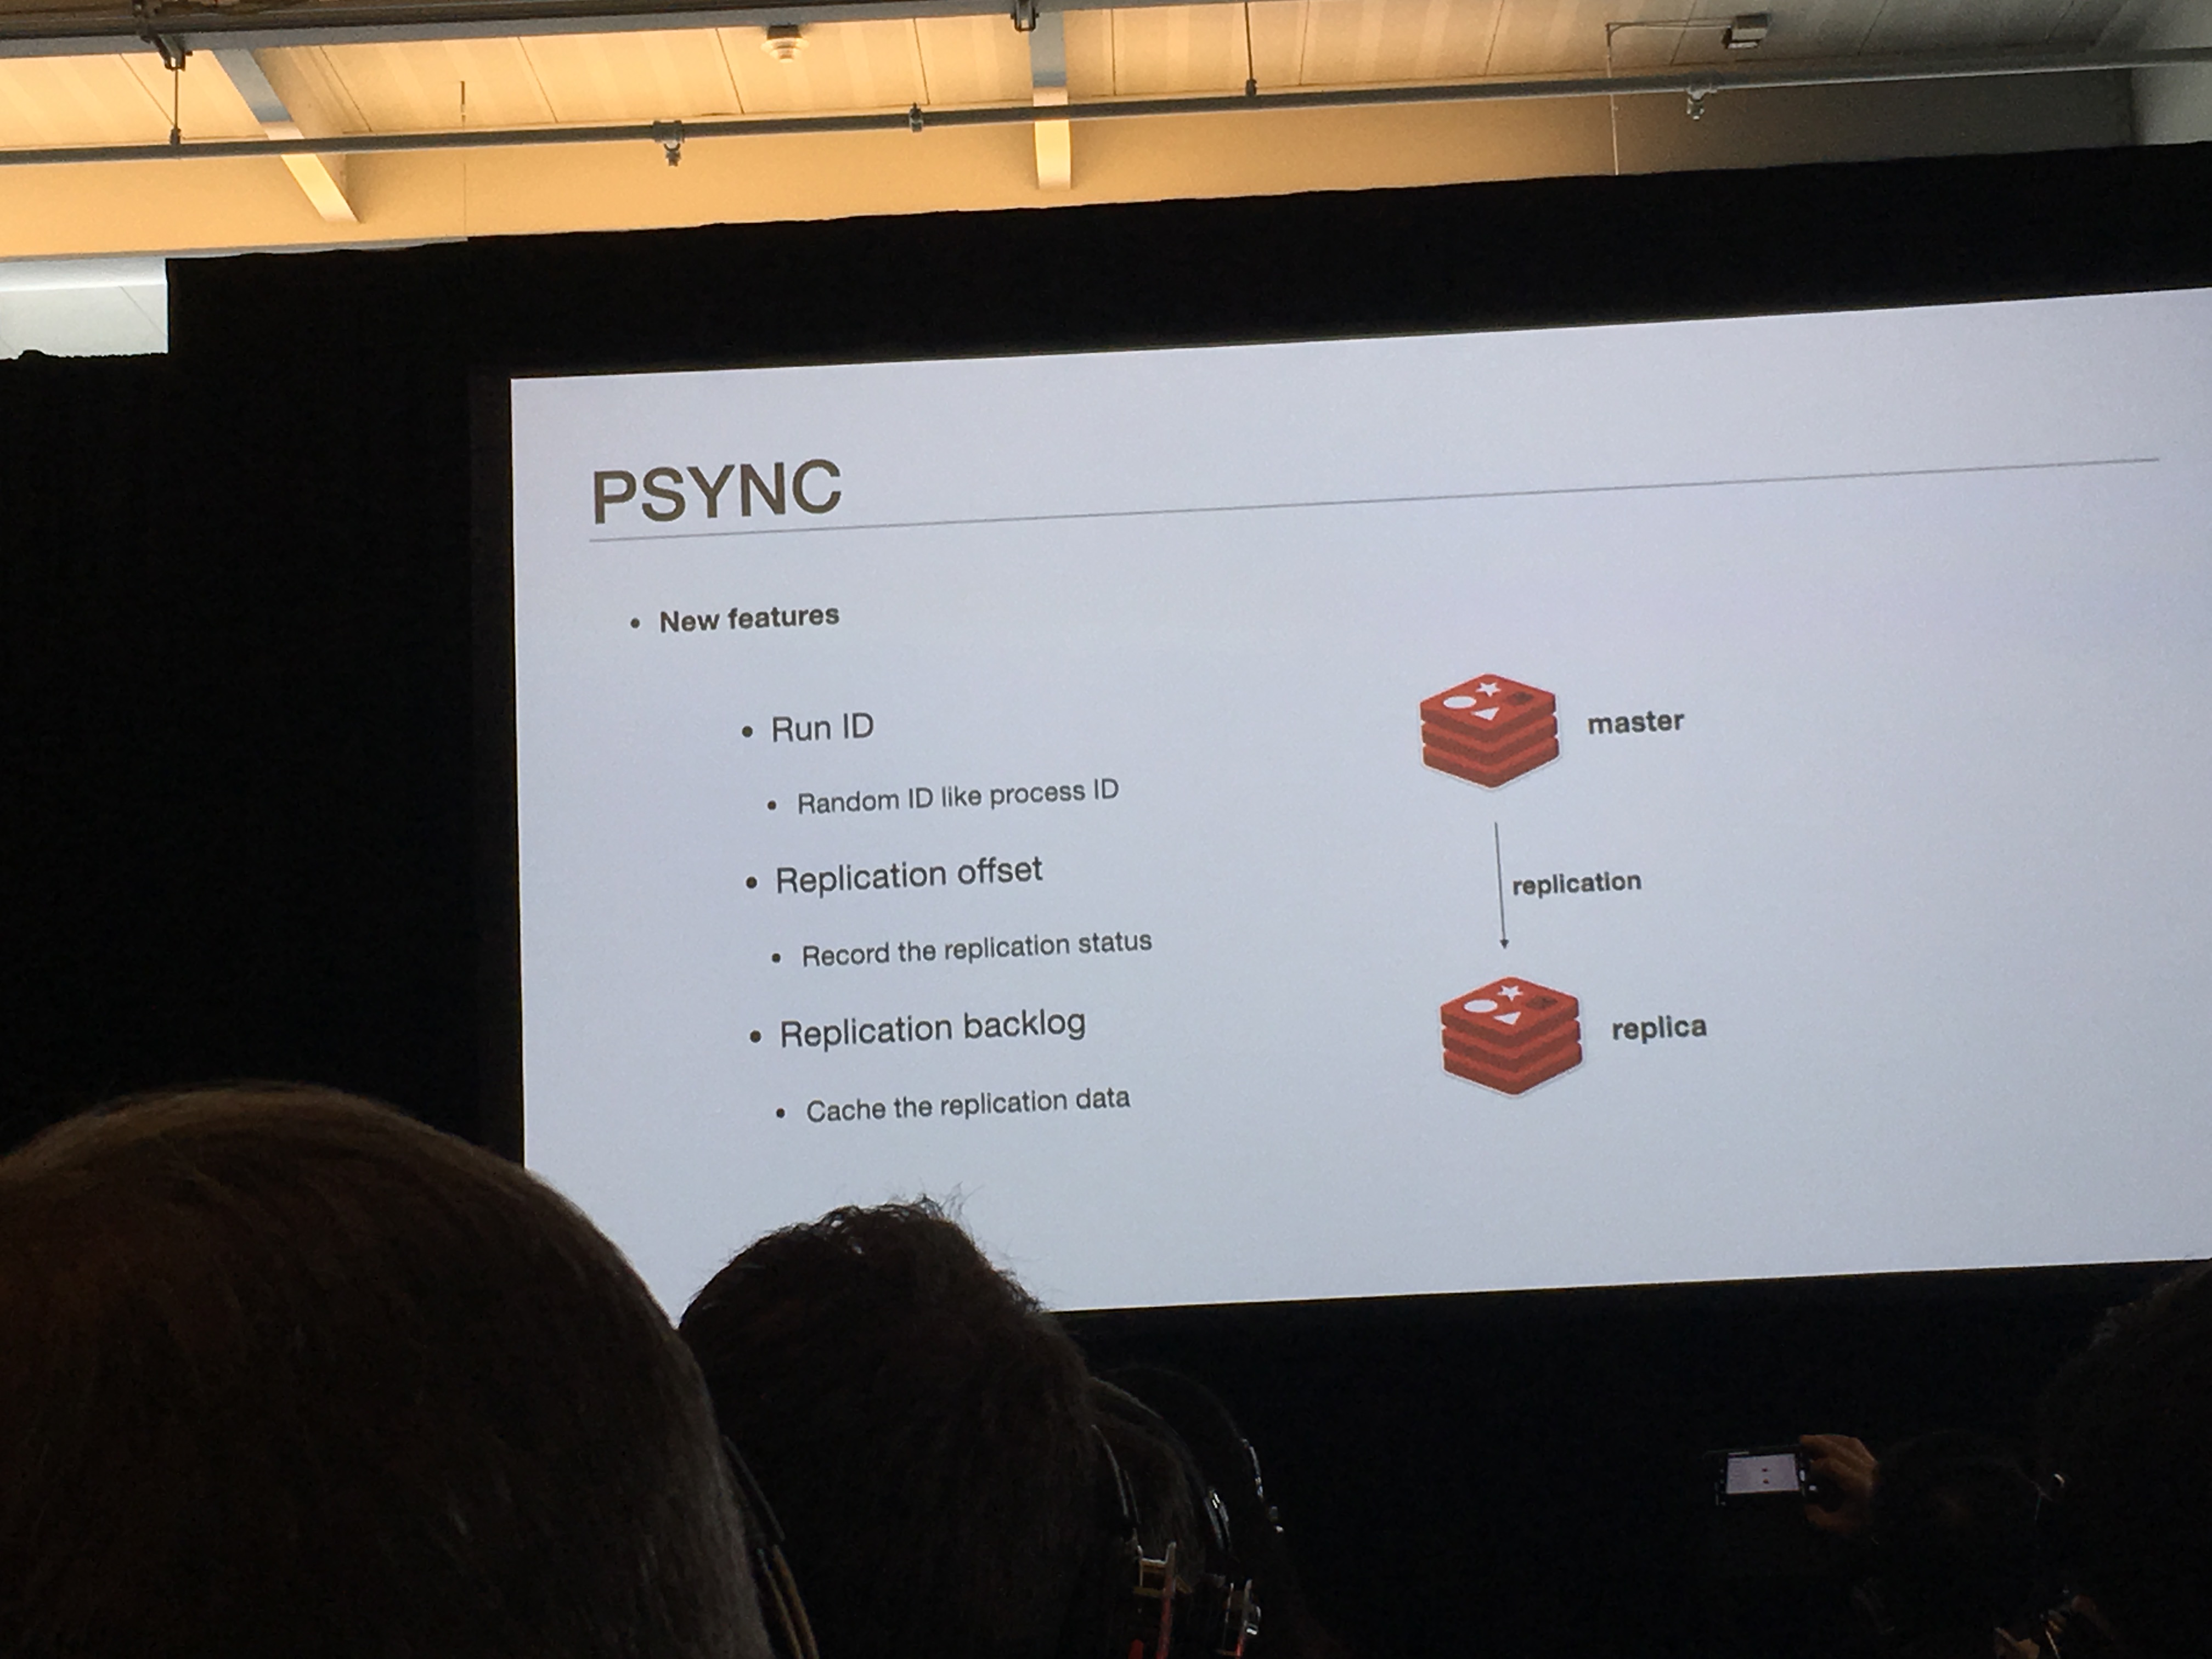 PSYNC
• New features
• Run ID
• Random ID like process ID
• Replication offset
• Record the replication status
• Replication backlog
• Cache the replication data
master
replication
replica